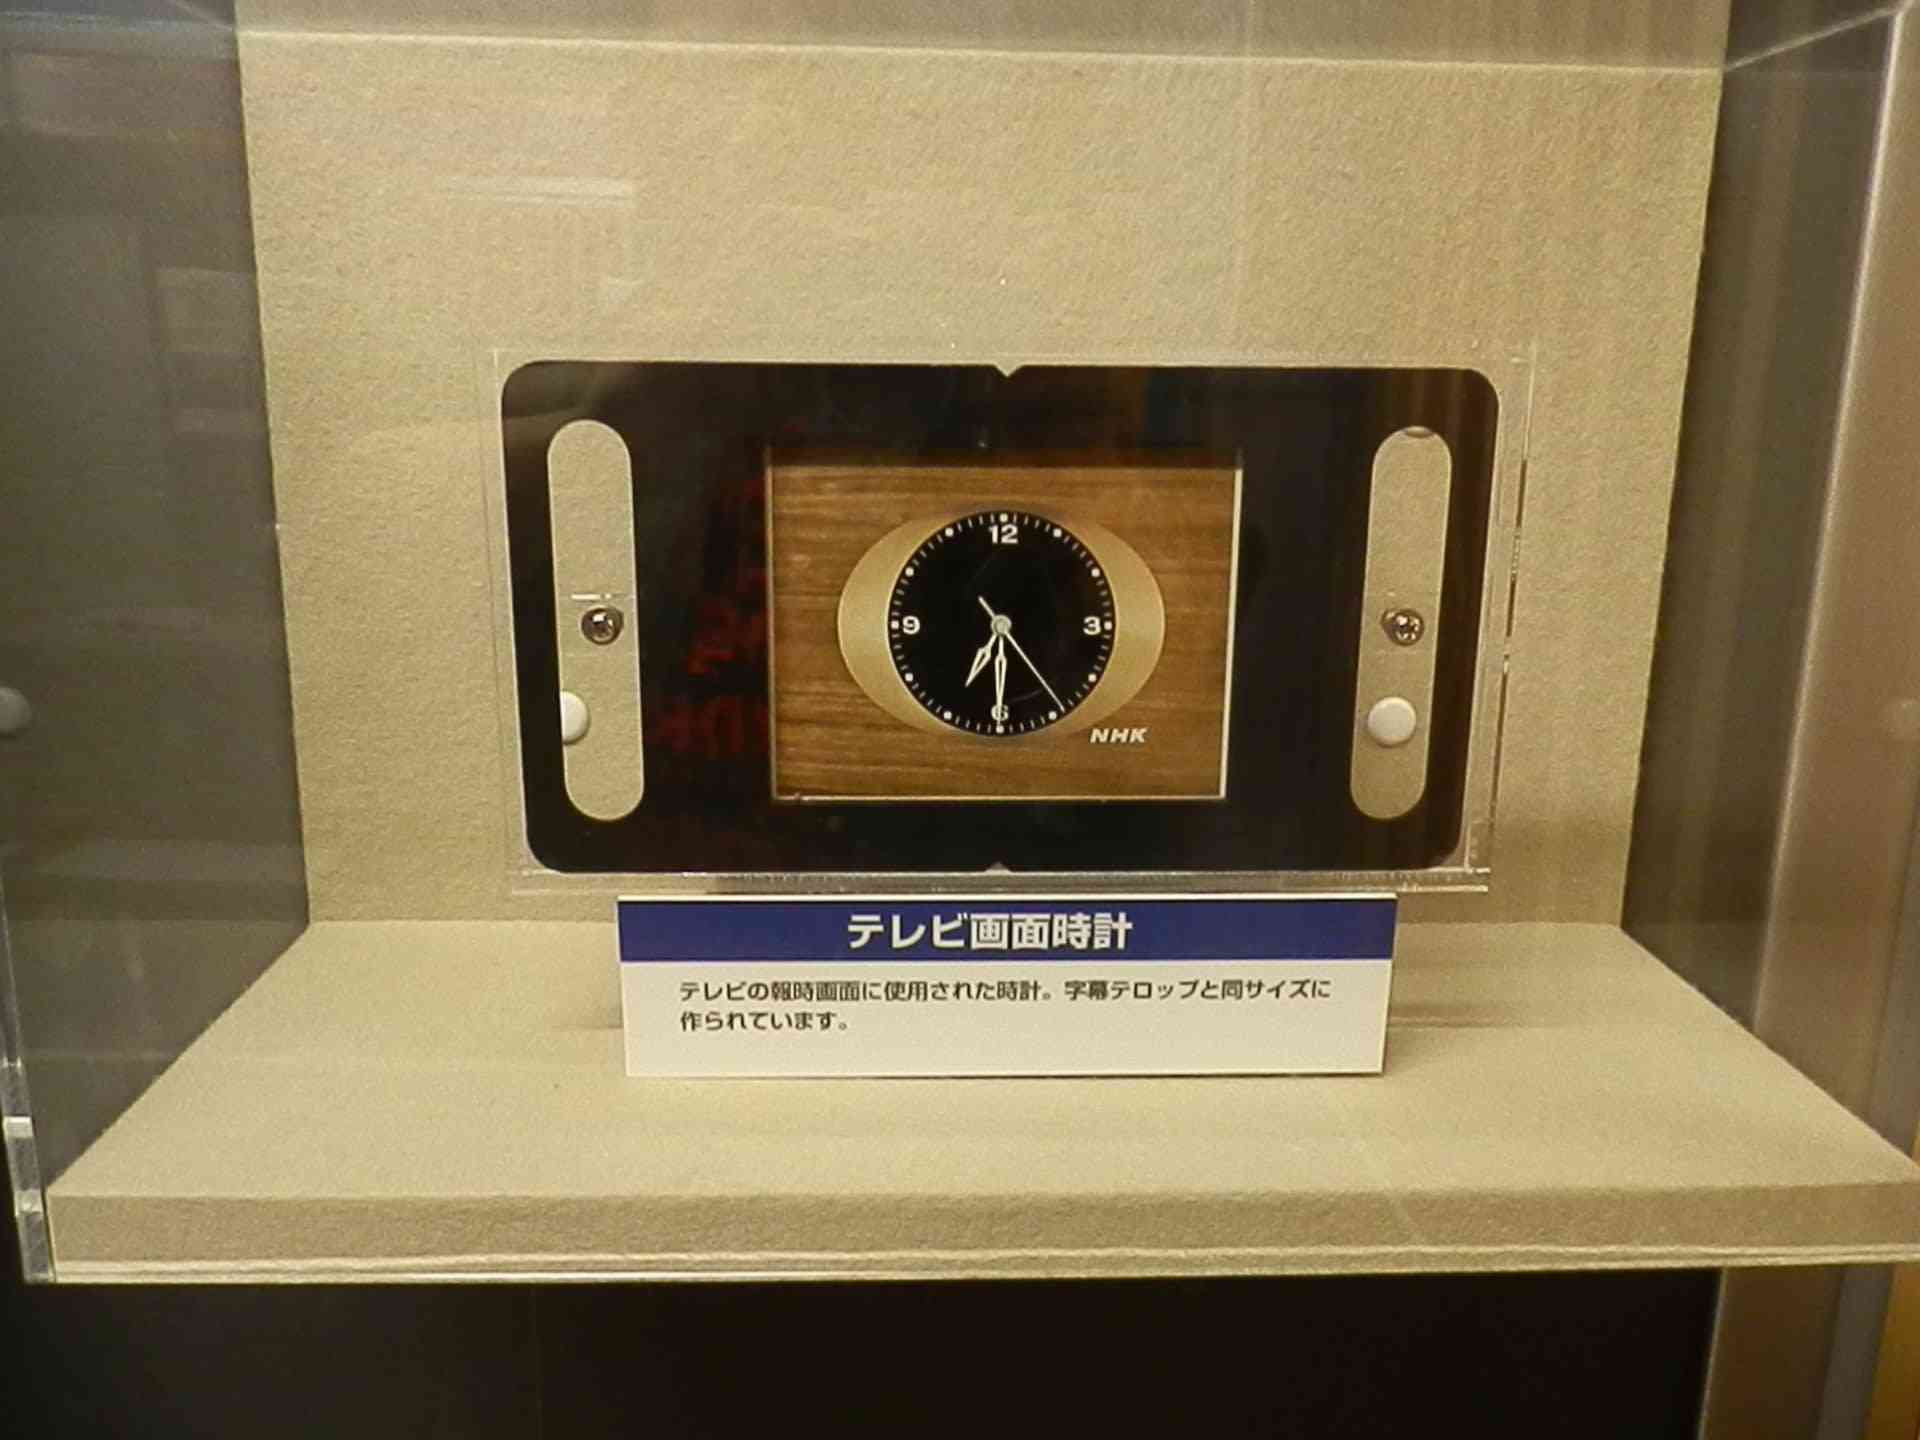 12
9
3
6
NHK
テレビ画面時計
テレビの報時画面に使用された時計。字幕テロップと同サイズに
作られています。